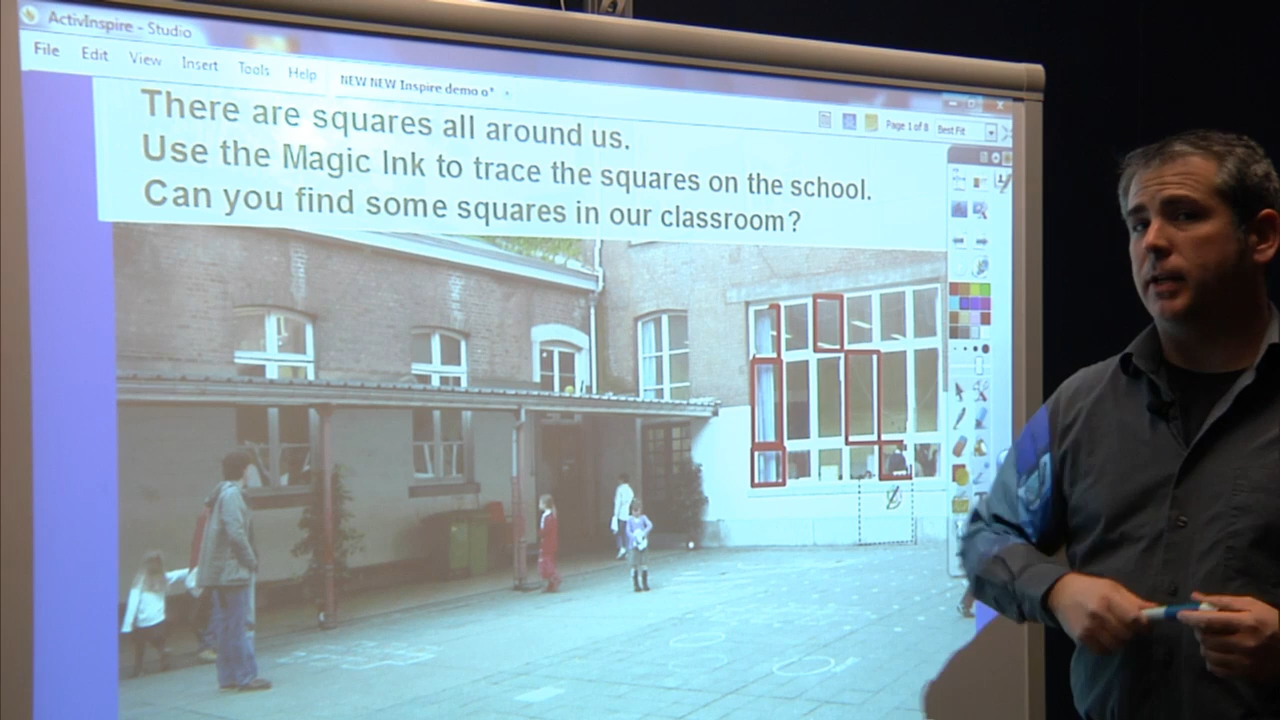 ActivInspire - Studio
File Edit View Insert Tools Help NEW NEW Inspire demo o*
Page 1 of 8 Best Fit
There are squares all around us.
Use the Magic Ink to trace the squares on the school.
Can you find some squares in our classroom?